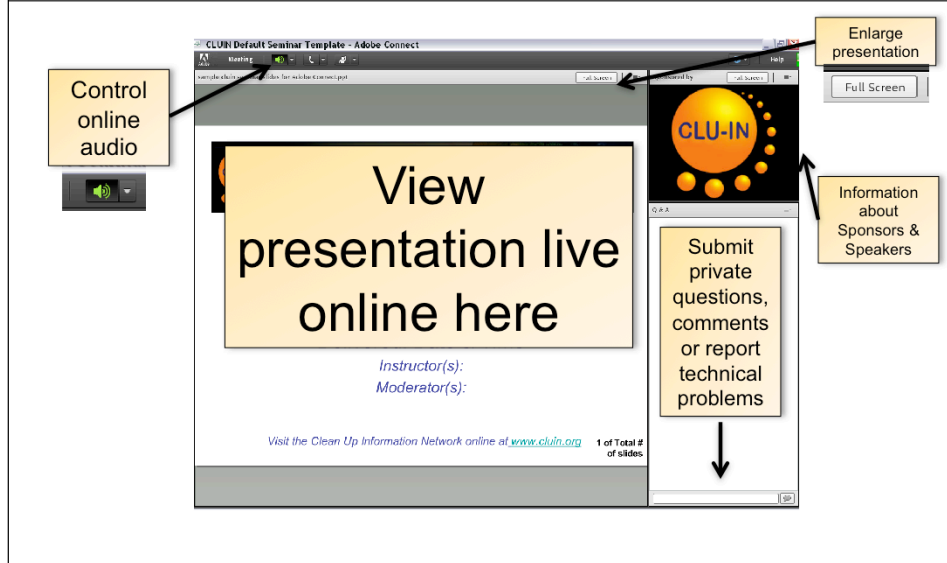 Enlarge
presentation
Full Screen
CLUIN Default Seminar Template - Adobe Connect
Meeting
Help
Full Screen
Full Screen
Control
online
audio
CLU-IN
View
presentation live
online here
Information
about
Sponsors &
Speakers
Q & A
Submit
private
questions,
comments
or report
technical
problems
Instructor(s):
Moderator(s):
Visit the Clean Up Information Network online at www.cluin.org
1 of Total #
of slides